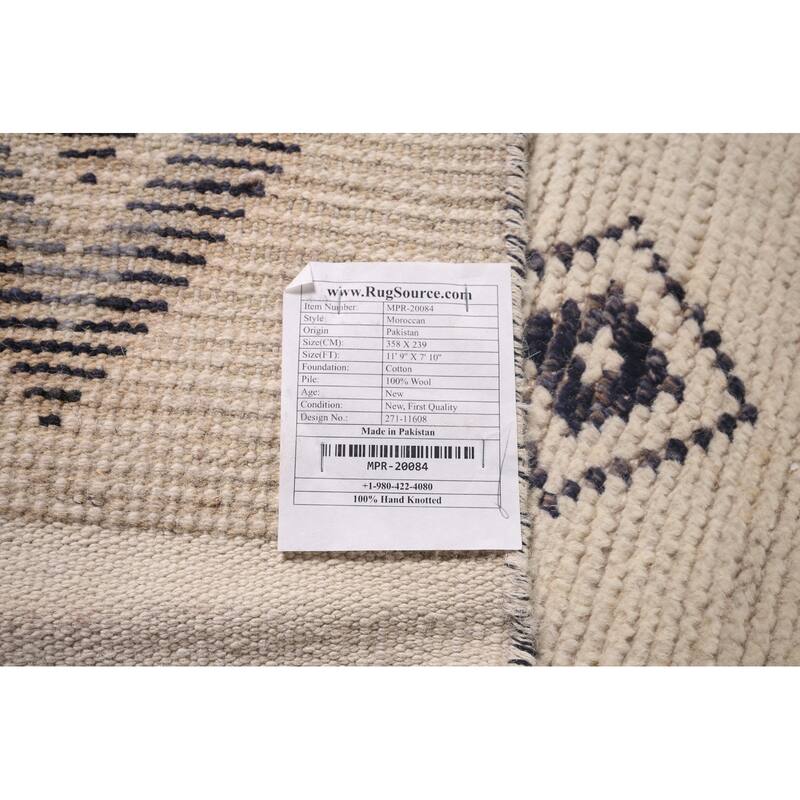 www.RugSource.com
Item Number: MPR-20084
Style: Moroccan
Origin Pakistan
Size(CM): 358 X 239
Size(FT): 11' 9" X 7' 10"
Foundation: Cotton
Pile: 100% Wool
Age: New
Condition: New, First Quality
Design No.: 271-11608
Made in Pakistan
MPR-20084
+1-980-422-4080
100% Hand Knotted